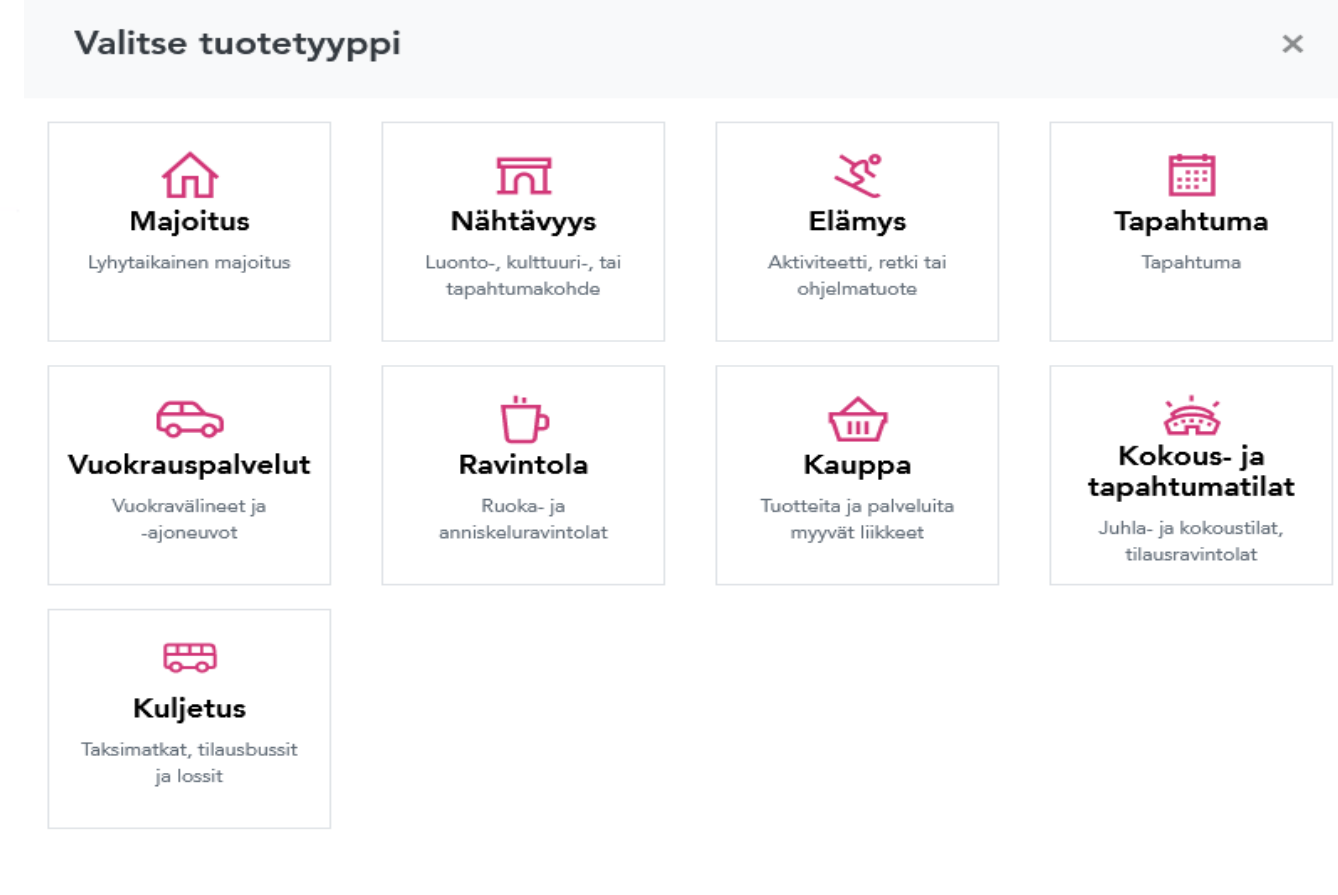 Valitse tuotetyyppi
Majoitus
Lyhytaikainen majoitus
Nähtävyys
Luonto-, kulttuuri-, tai
tapahtumakohde
Elämys
Aktiviteetti, retki tai
ohjelmatuote
Tapahtuma
Tapahtuma
Vuokrauspalvelut
Vuokravälineet ja
-ajoneuvot
Ravintola
Ruoka- ja
anniskeluravintolat
Kauppa
Tuotteita ja palveluita
myyvät liikkeet
Kokous- ja
tapahtumatilat
Juhla- ja kokoustilat,
tilausravintolat
Kuljetus
Taksimatkat, tilausbussit
ja lossit